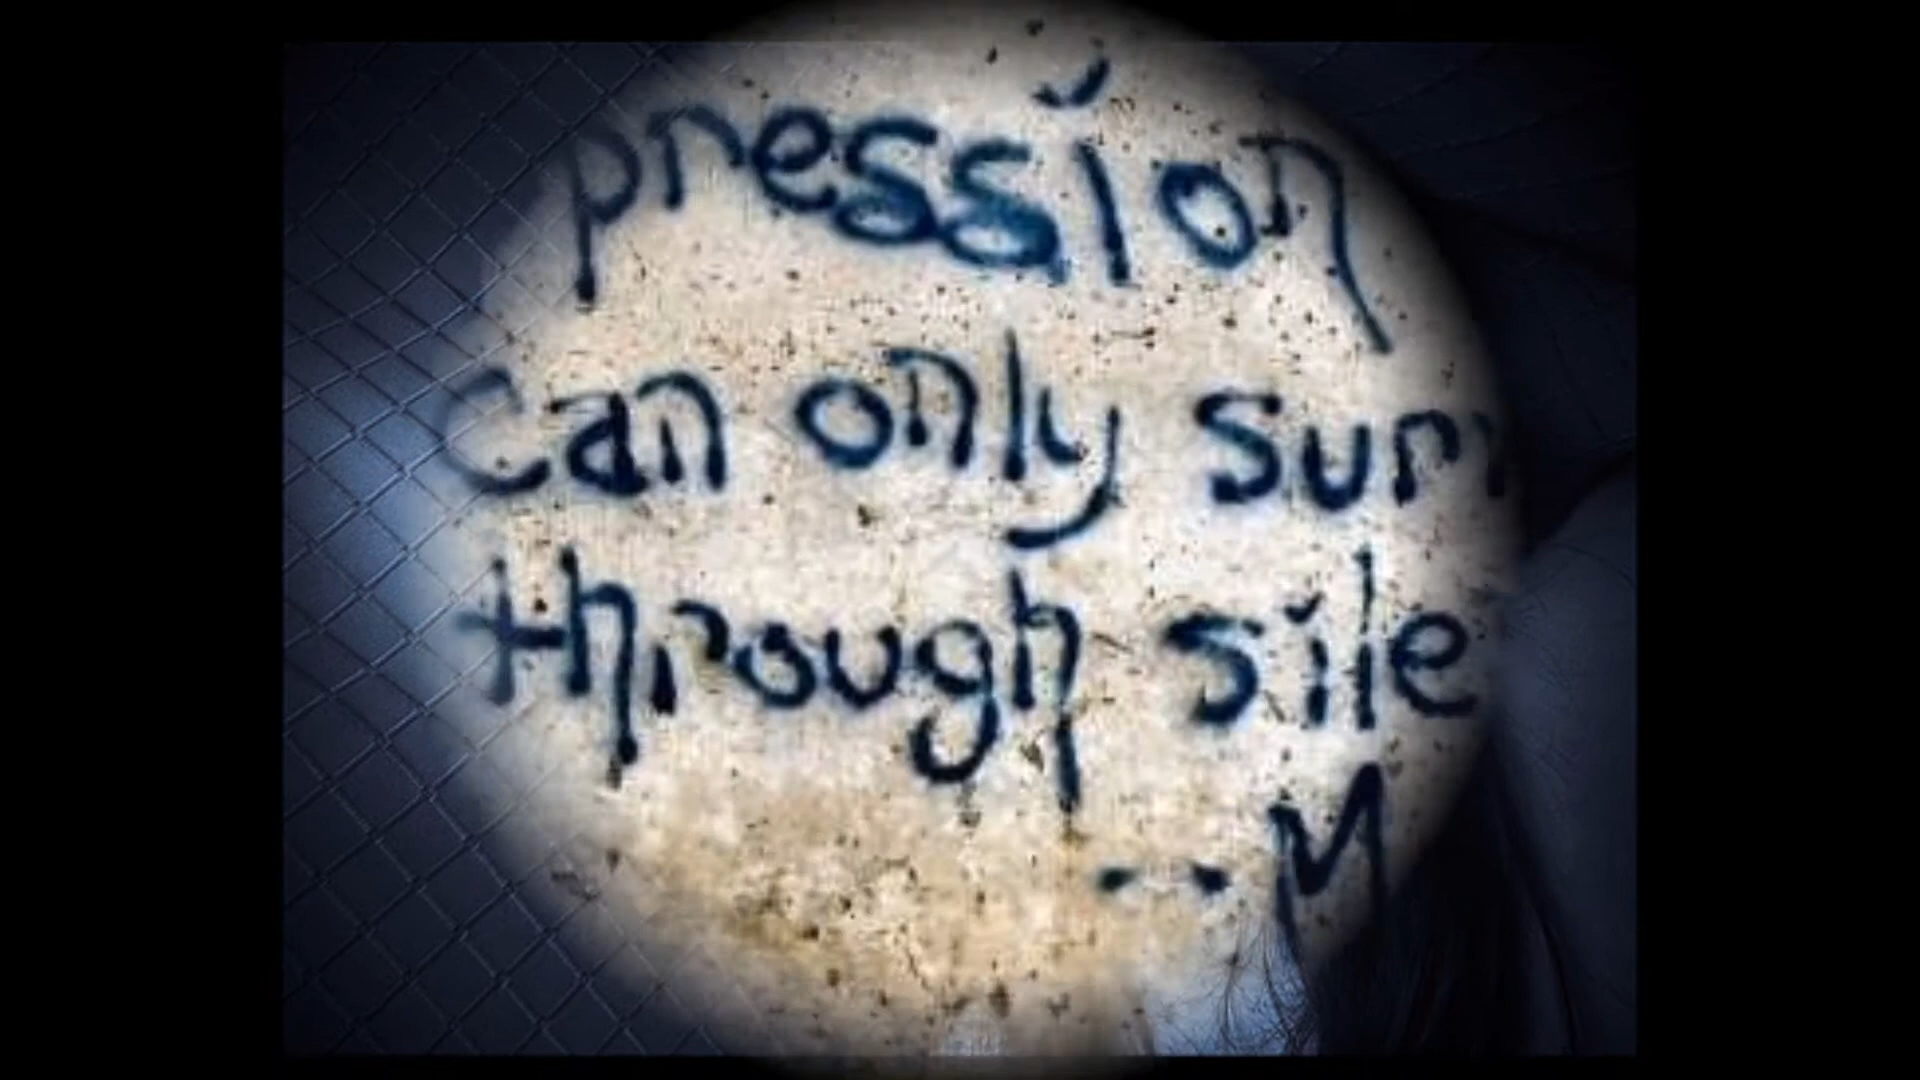 pression
Can only sur
through sile
-- M